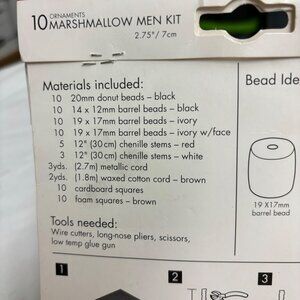 10 ORNAMENTS
MARSHMALLOW MEN KIT
2.75"/ 7cm
Materials included:
10 20mm donut beads – black
10 14 x 12mm barrel beads – black
10 19 x 17mm barrel beads – ivory
10 19 x 17mm barrel beads – ivory w/face
5 12" (30 cm) chenille stems – red
3 12" (30 cm) chenille stems – white
3yds. (2.7m) metallic cord
2yds. (1.8m) waxed cotton cord – brown
10 cardboard squares
10 foam squares – brown
Tools needed:
Wire cutters, long-nose pliers, scissors,
low temp glue gun
Bead Ide
19 X17mm
barrel bead
1
2
3